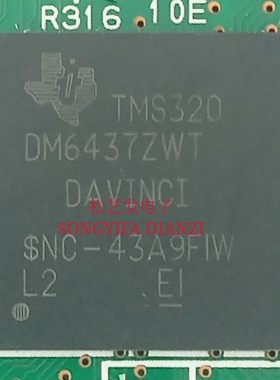 R316 10E
TMS320
DM6437ZWT
DAVINCI
松艺发电子
SONGYIFA DIANZI
$NC-43A9FIW
L2 EI